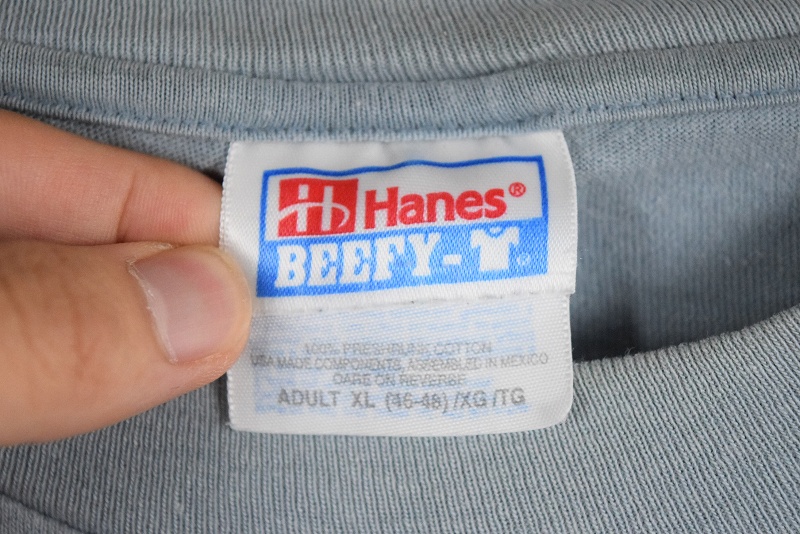 Hanes®
BEEFY-
100% PRESHRUNK COTTON
USA MADE COMPONENTS, ASSEMBLED IN MEXICO
CARE ON REVERSE
ADULT XL (46-48) /XG /TG